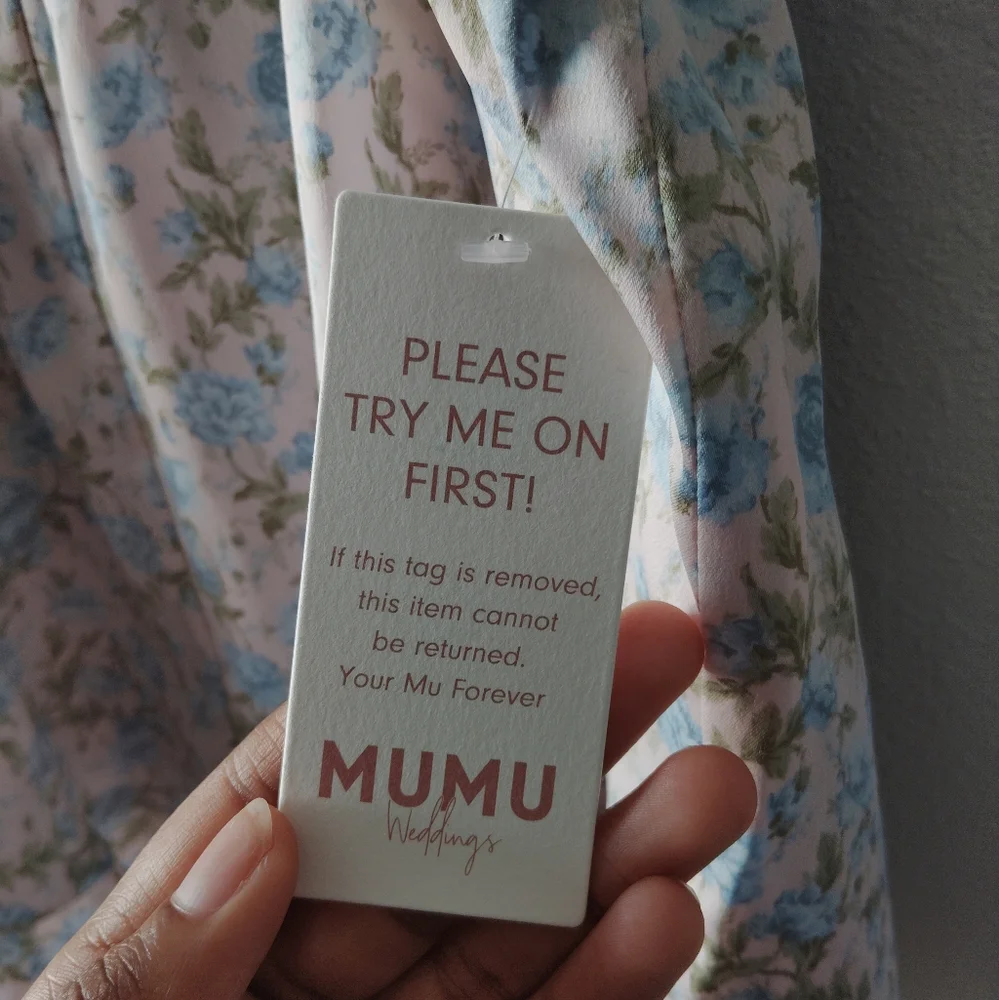 PLEASE
TRY ME ON
FIRST!
If this tag is removed,
this item cannot
be returned.
Your Mu Forever
MUMU
Weddings